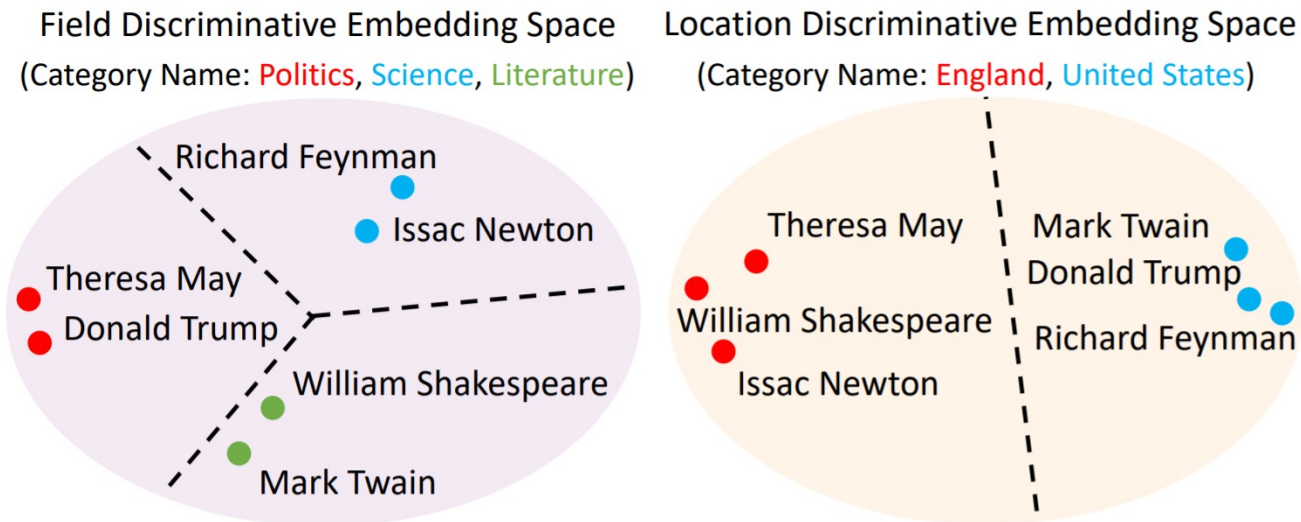 Field Discriminative Embedding Space
(Category Name: Politics, Science, Literature)
Richard Feynman
Issac Newton
Theresa May
Donald Trump
William Shakespeare
Mark Twain
Location Discriminative Embedding Space
(Category Name: England, United States)
Theresa May
William Shakespeare
Issac Newton
Mark Twain
Donald Trump
Richard Feynman